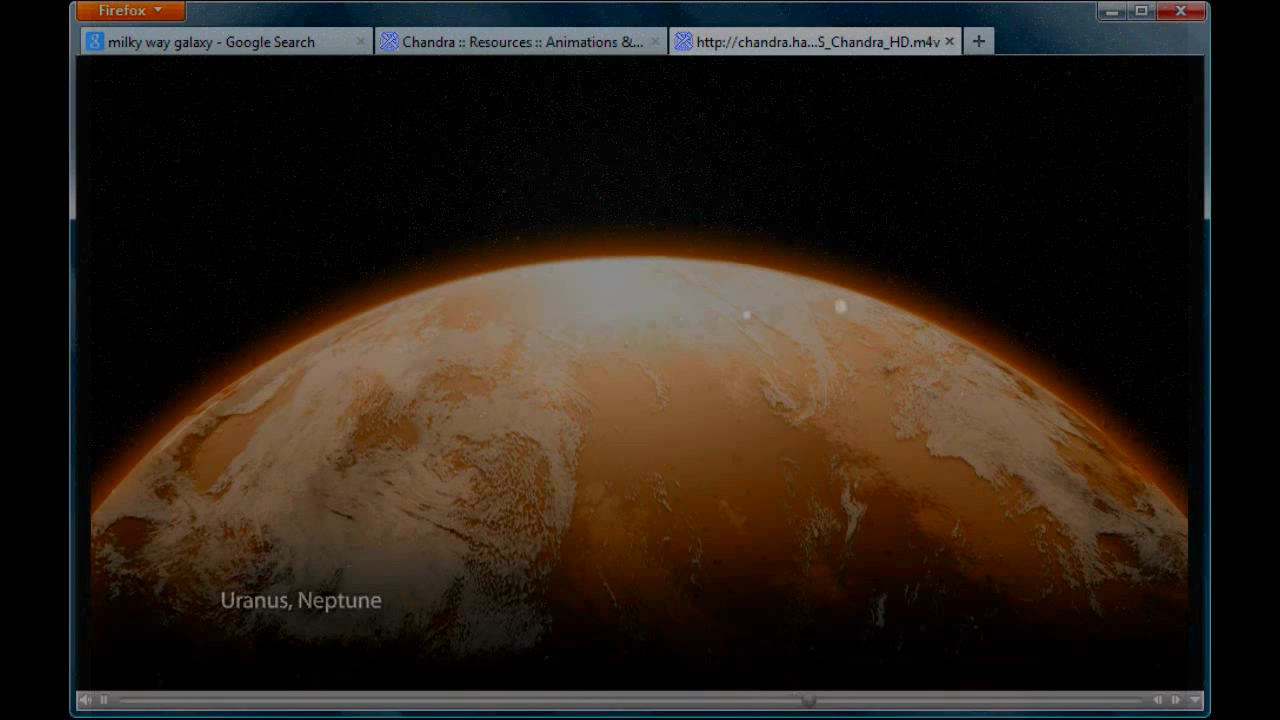 Firefox
milky way galaxy - Google Search
Chandra :: Resources :: Animations &...
http://chandra.ha...S_Chandra_HD.m4v
Uranus, Neptune